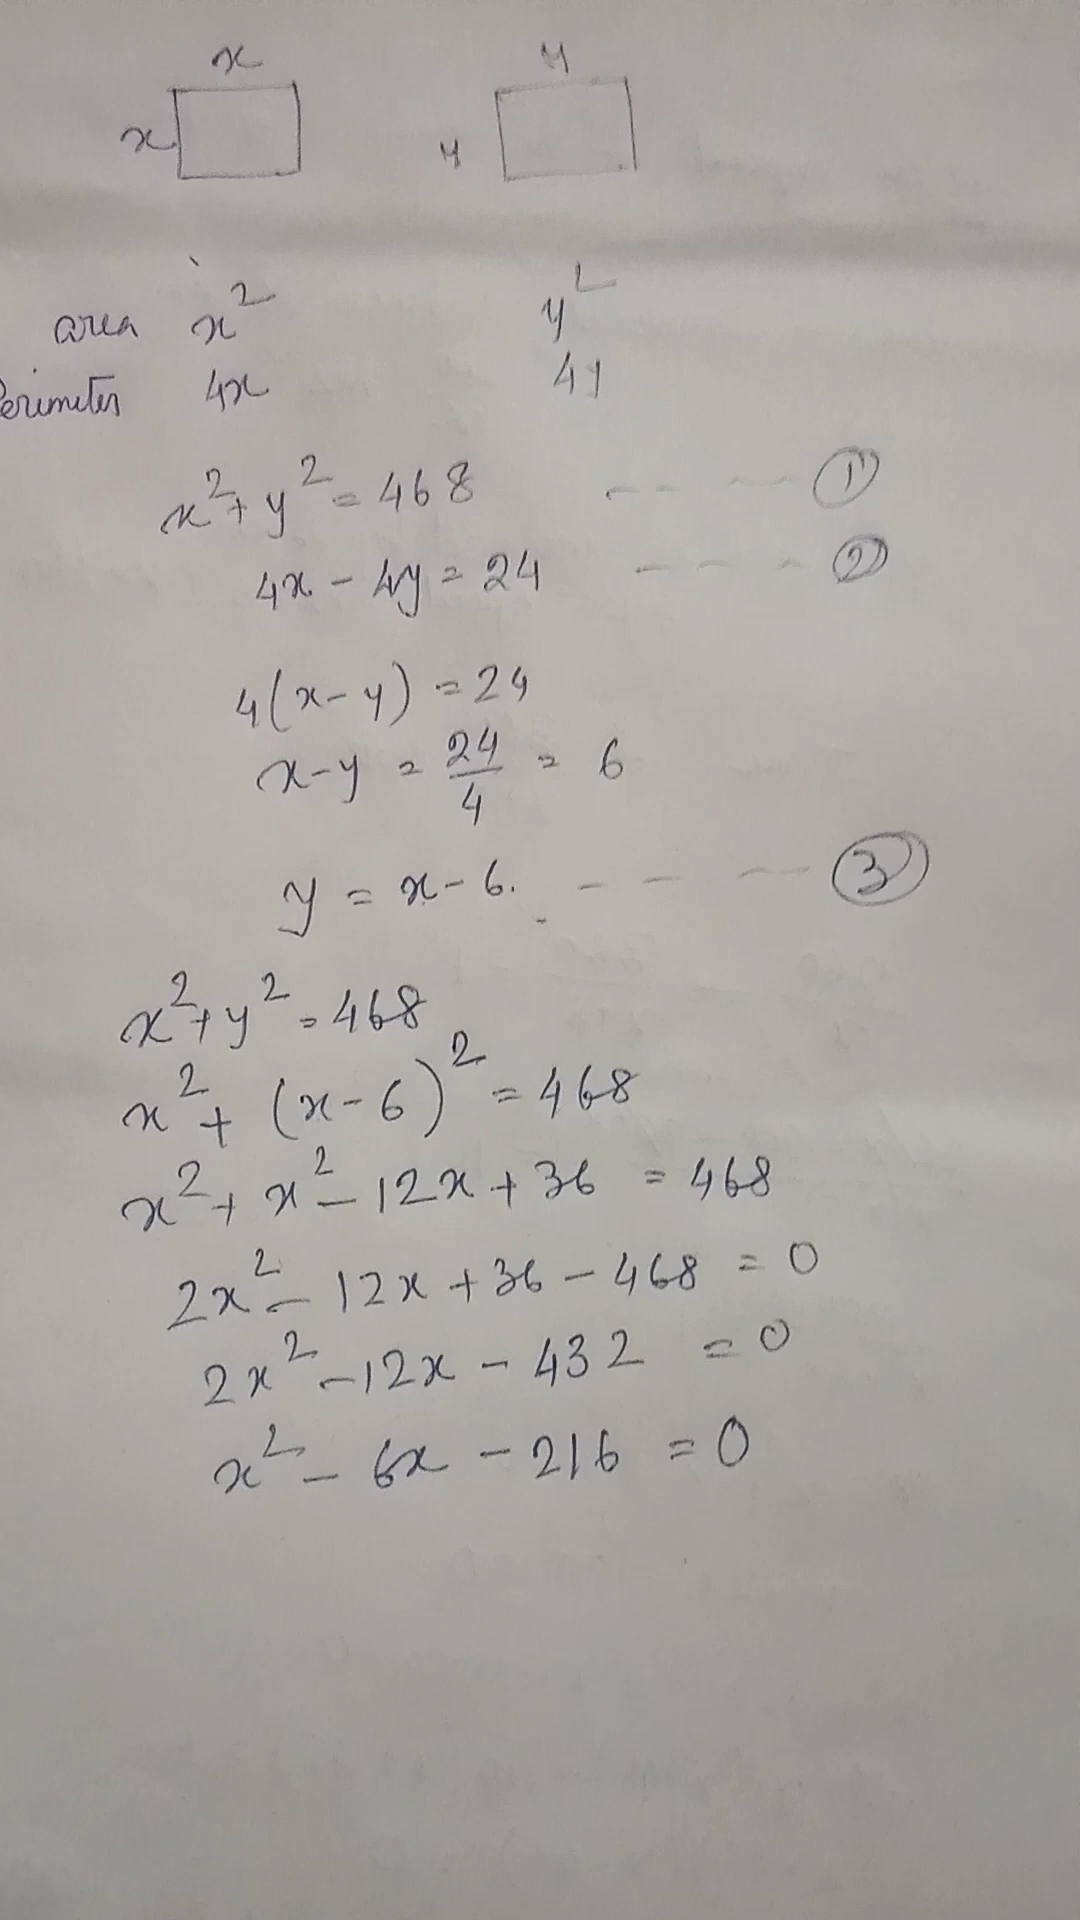 x y
x y
area x² y²
Perimeter 4x 4y
x² + y² = 468 ---- ①
4x - 4y = 24 ---- ②
4(x - y) = 24
x - y = 24/4 = 6
y = x - 6. ---- ③
x² + y² = 468
x² + (x - 6)² = 468
x² + x² - 12x + 36 = 468
2x² - 12x + 36 - 468 = 0
2x² - 12x - 432 = 0
x² - 6x - 216 = 0